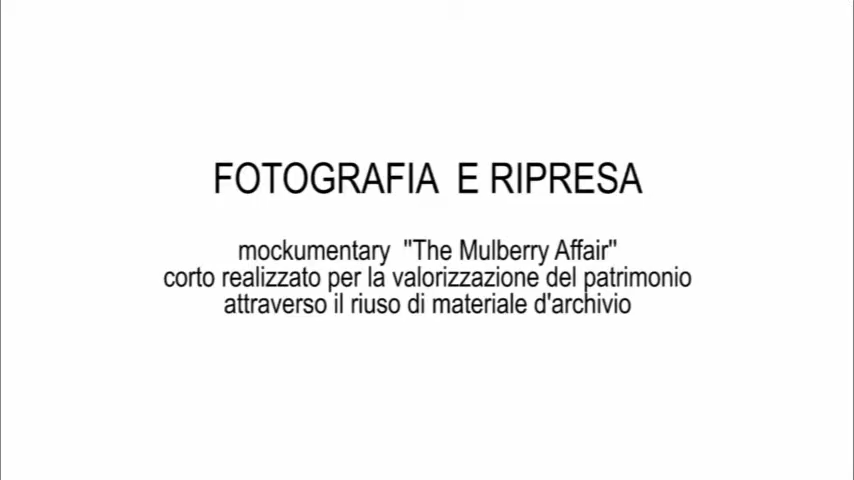 FOTOGRAFIA E RIPRESA
mockumentary "The Mulberry Affair"
corto realizzato per la valorizzazione del patrimonio
attraverso il riuso di materiale d'archivio